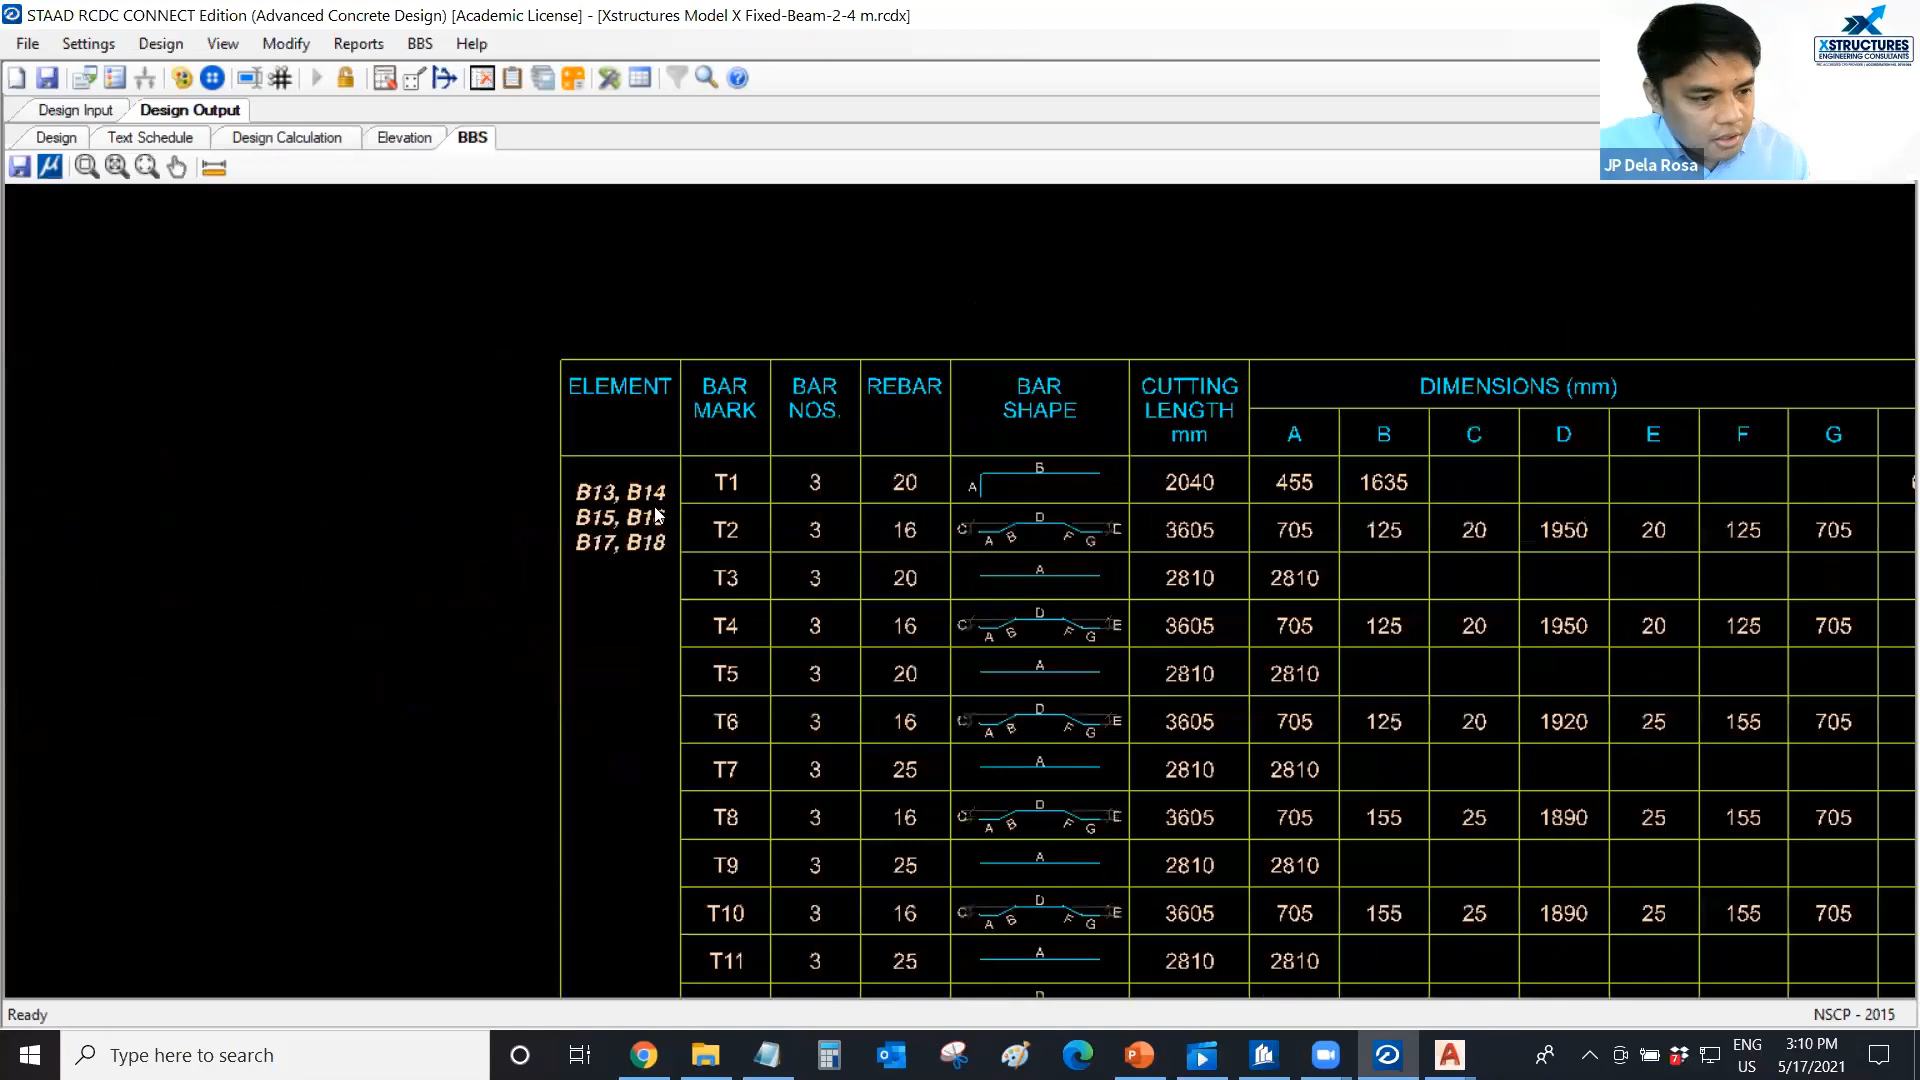 STAAD RCDC CONNECT Edition (Advanced Concrete Design) [Academic License] - [Xstructures Model X Fixed-Beam-2-4 m.rcdx]
File Settings Design View Modify Reports BBS Help
Design Input Design Output
Design Text Schedule Design Calculation Elevation BBS
XSTRUCTURES
ENGINEERING CONSULTANTS
JP Dela Rosa
ELEMENT BAR MARK BAR NOS. REBAR BAR SHAPE CUTTING LENGTH mm DIMENSIONS (mm)
A B C D E F G
B13, B14
B15, B16
B17, B18
T1 3 20 A B 2040 455 1635
T2 3 16 C A B D F G E 3605 705 125 20 1950 20 125 705
T3 3 20 A 2810 2810
T4 3 16 C A B D F G E 3605 705 125 20 1950 20 125 705
T5 3 20 A 2810 2810
T6 3 16 C A B D F G E 3605 705 125 20 1920 25 155 705
T7 3 25 A 2810 2810
T8 3 16 C A B D F G E 3605 705 155 25 1890 25 155 705
T9 3 25 A 2810 2810
T10 3 16 C A B D F G E 3605 705 155 25 1890 25 155 705
T11 3 25 A 2810 2810
D
Ready NSCP - 2015
Type here to search
ENG
US
3:10 PM
5/17/2021